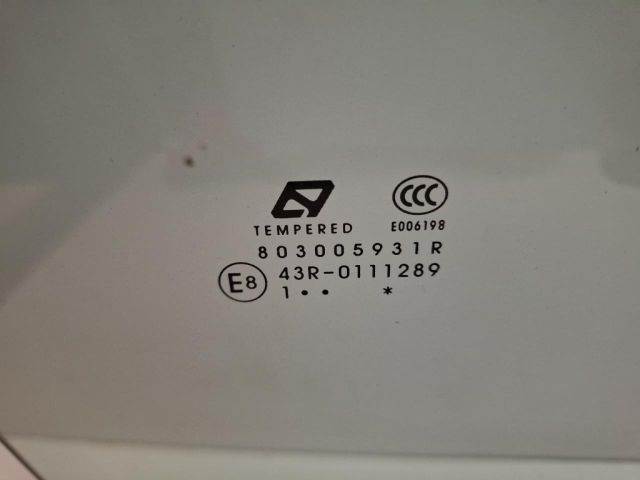 CCC
TEMPERED E006198
803005931R
E8 43R-0111289
1•• *